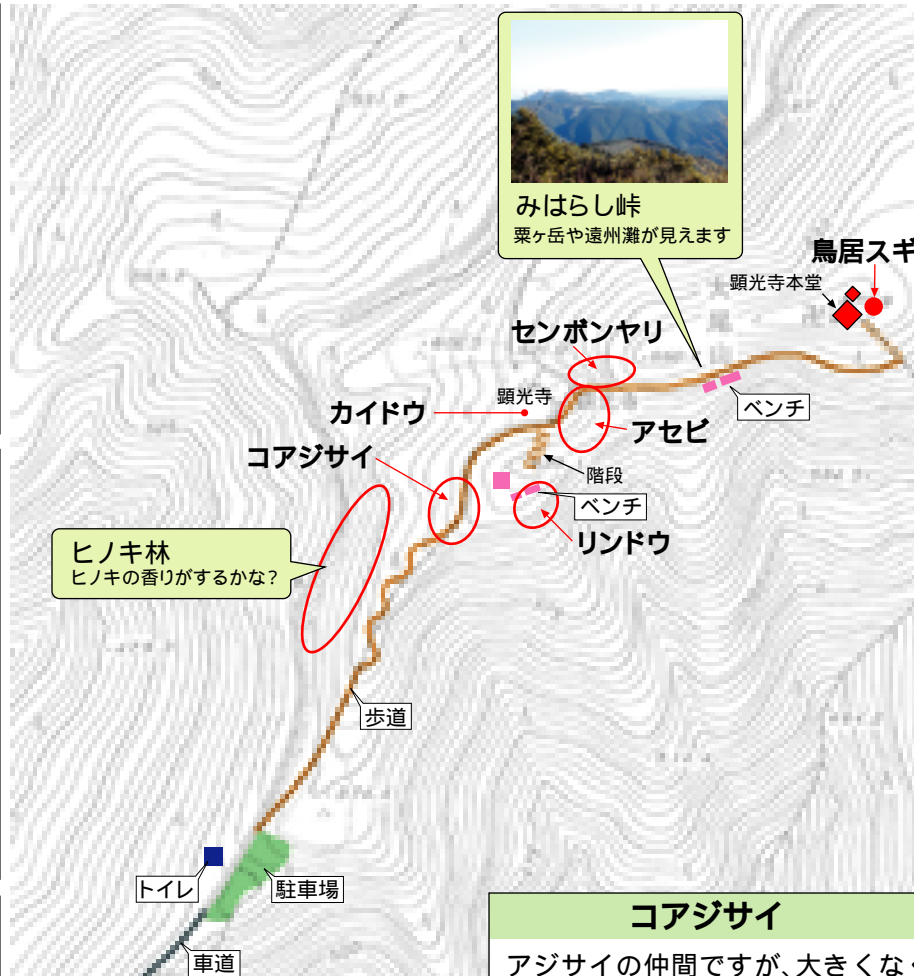 みはらし峠
粟ヶ岳や遠州灘が見えます
鳥居スギ
顕光寺本堂
センボンヤリ
顕光寺
カイドウ
ベンチ
アセビ
コアジサイ
階段
ベンチ
リンドウ
ヒノキ林
ヒノキの香りがするかな?
歩道
トイレ
駐車場
車道
コアジサイ
アジサイの仲間ですが、大きくな